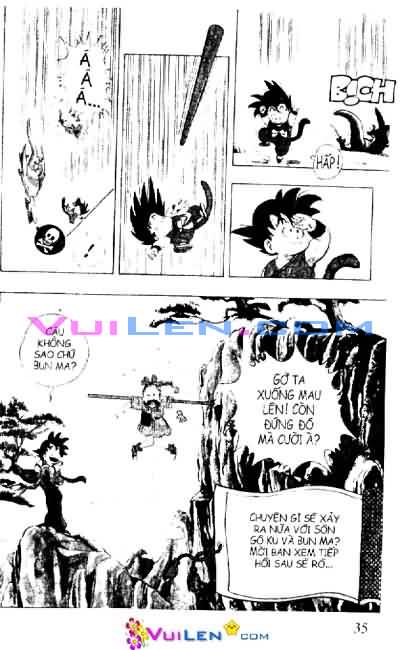 Á
Á
Á...
BỊCH
HẤP!
VUILEN.COM
CẬU
KHÔNG
SAO CHỨ
BUN MA?
GỠ TA
XUỐNG MAU
LÊN! CÒN
ĐỨNG ĐÓ
MÀ CƯỜI À?
CHUYỆN GÌ SẼ XẢY
RA NỮA VỚI SÔN
GÔ KU VÀ BUN MA?
MỜI BẠN XEM TIẾP
HỒI SAU SẼ RÕ...
35
VUILEN.COM